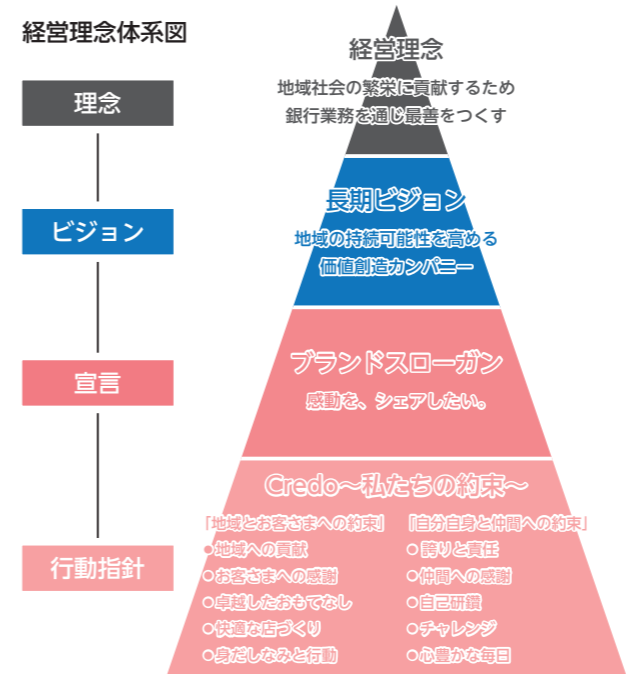 経営理念体系図
理念
経営理念
地域社会の繁栄に貢献するため
銀行業務を通じ最善をつくす
ビジョン
長期ビジョン
地域の持続可能性を高める
価値創造カンパニー
宣言
ブランドスローガン
感動を、シェアしたい。
行動指針
Credo～私たちの約束～
「地域とお客さまへの約束」
●地域への貢献
●お客さまへの感謝
●卓越したおもてなし
●快適な店づくり
●身だしなみと行動
「自分自身と仲間への約束」
●誇りと責任
●仲間への感謝
●自己研鑽
●チャレンジ
●心豊かな毎日